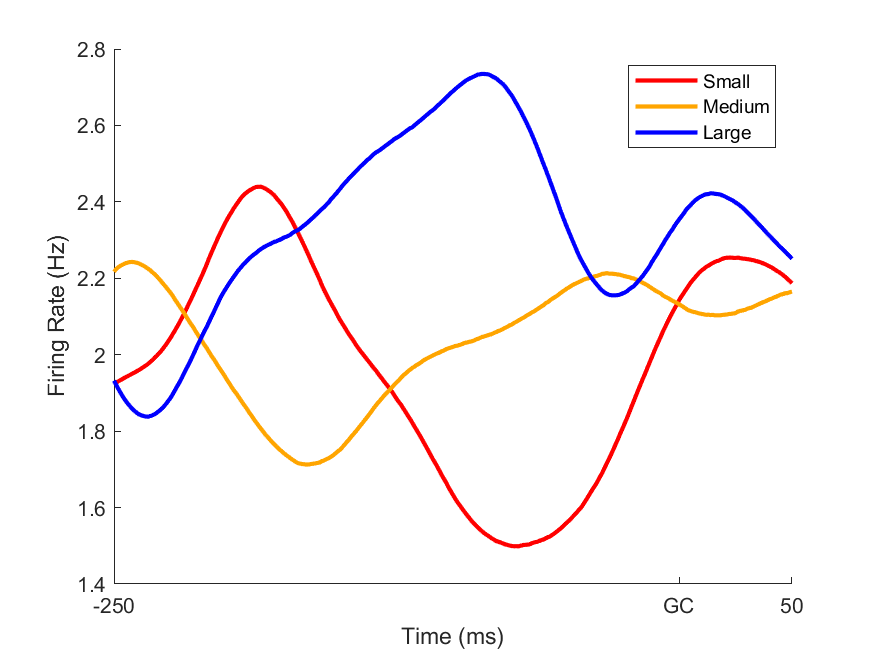 2.8
2.6
2.4
2.2
2
1.8
1.6
1.4
Firing Rate (Hz)
-250
GC
50
Time (ms)
Small
Medium
Large